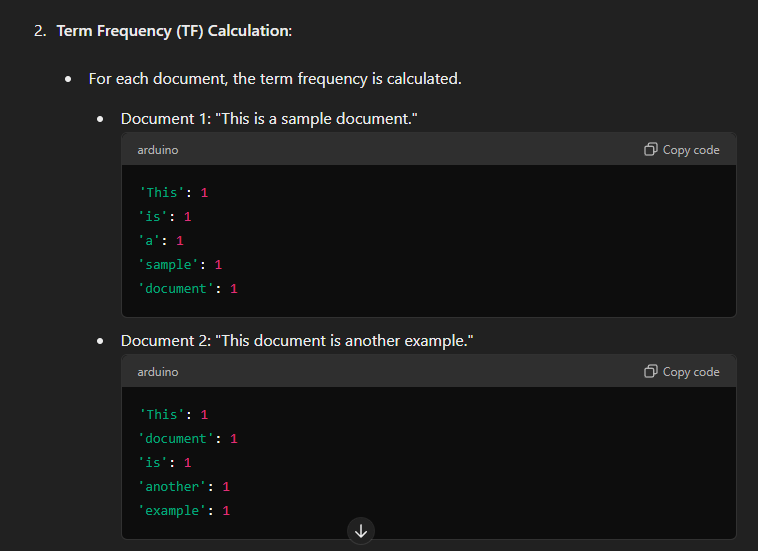 2. Term Frequency (TF) Calculation:
• For each document, the term frequency is calculated.
• Document 1: "This is a sample document."
arduino Copy code
'This': 1
'is': 1
'a': 1
'sample': 1
'document': 1
• Document 2: "This document is another example."
arduino Copy code
'This': 1
'document': 1
'is': 1
'another': 1
'example': 1